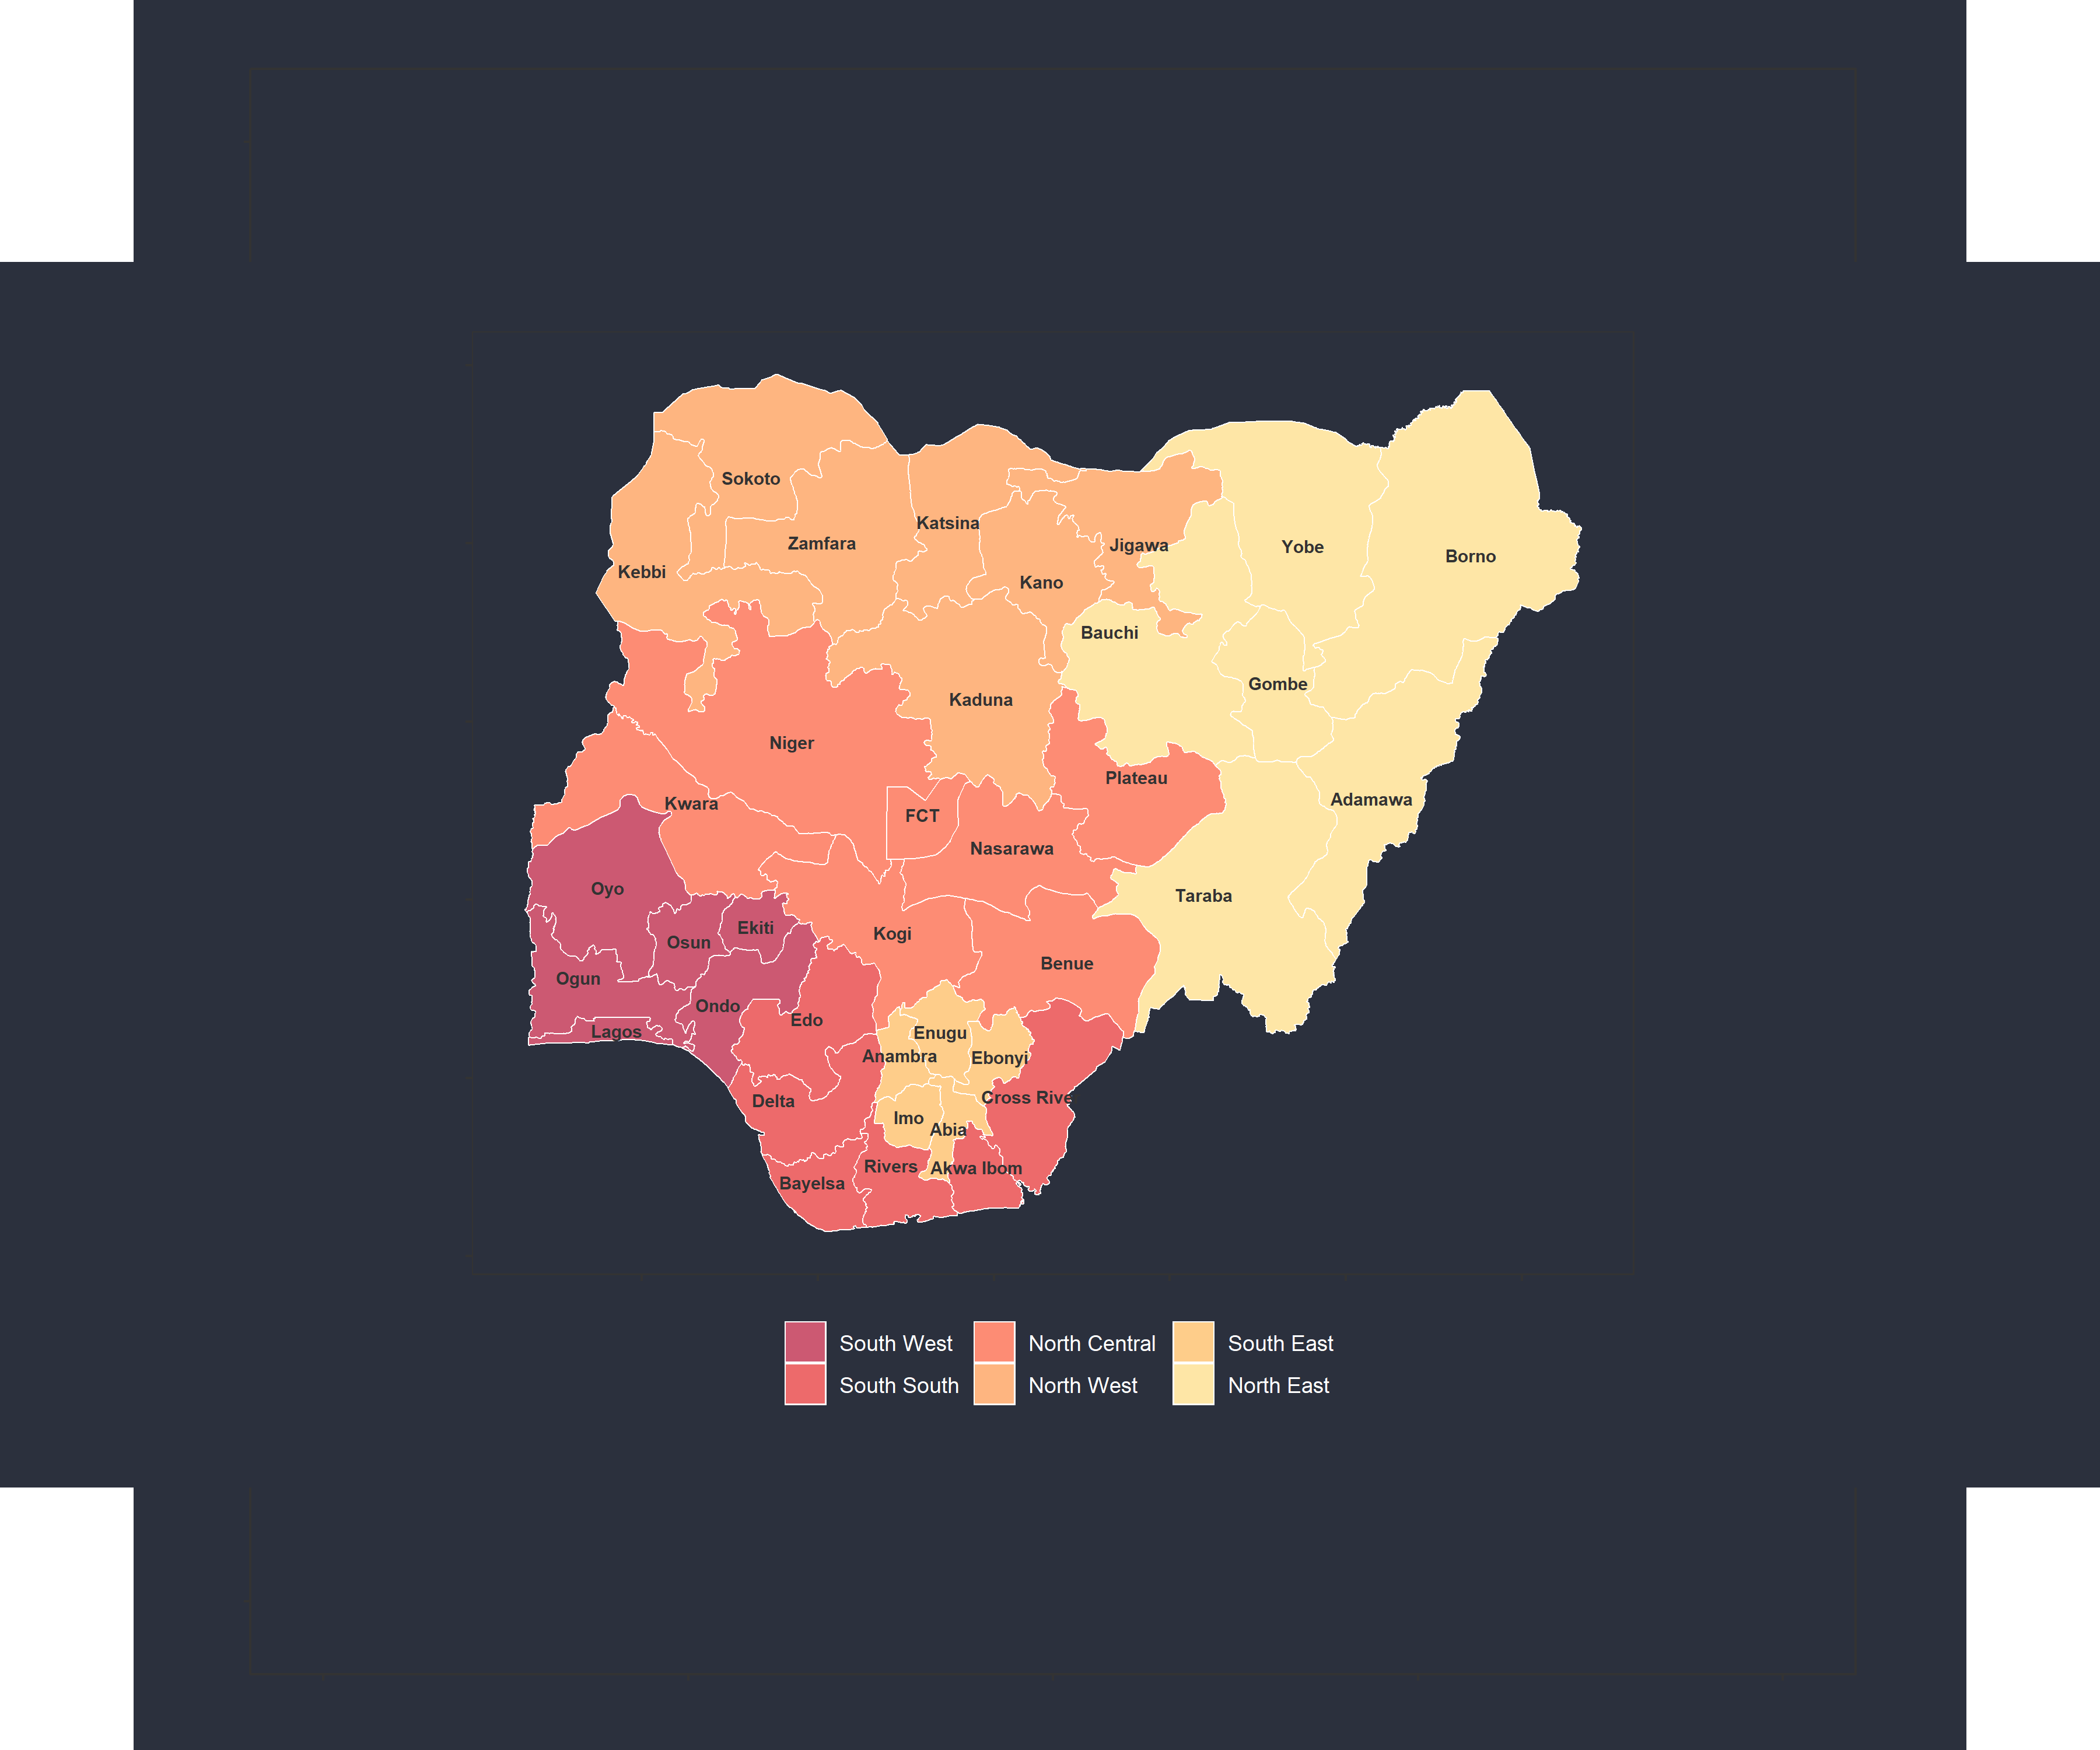 Sokoto
Katsina
Zamfara
Jigawa
Yobe
Borno
Kebbi
Kano
Bauchi
Gombe
Kaduna
Niger
Plateau
Adamawa
Kwara
FCT
Nasarawa
Oyo
Taraba
Ekiti
Kogi
Osun
Benue
Ogun
Ondo
Edo
Lagos
Enugu
Anambra
Ebonyi
Delta
Cross Rive
Imo
Abia
Rivers
Akwa Ibom
Bayelsa
South West
North Central
South East
South South
North West
North East